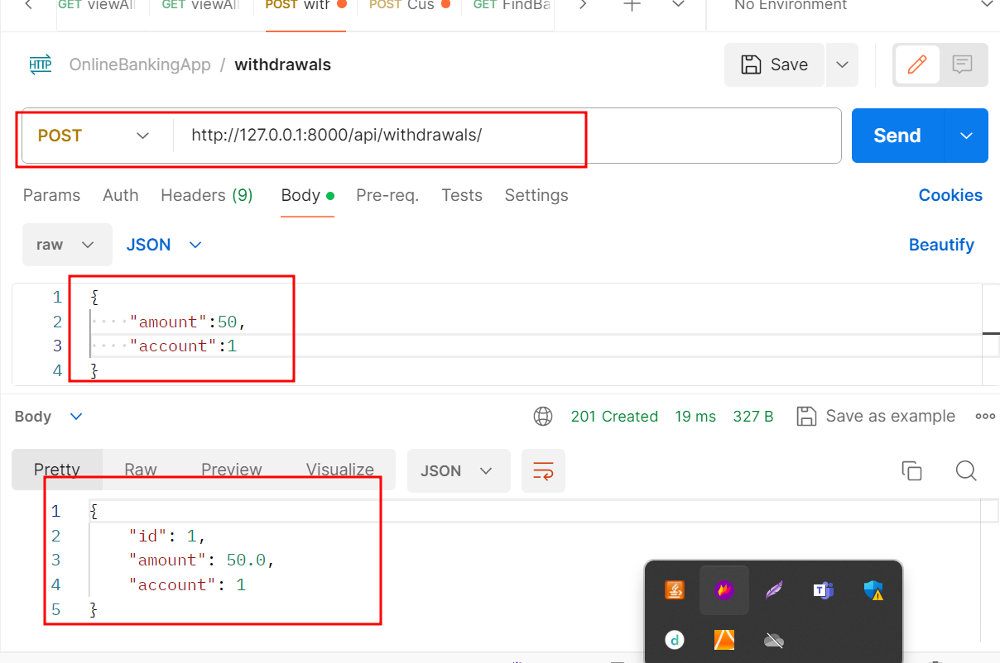 GET viewAll GET viewAll POST with POST Cus GET FindBa No Environment
HTTP OnlineBankingApp / withdrawals Save
POST http://127.0.0.1:8000/api/withdrawals/ Send
Params Auth Headers (9) Body Pre-req. Tests Settings Cookies
raw JSON Beautify
1 {
2 "amount":50,
3 "account":1
4 }
Body 201 Created 19 ms 327 B Save as example
Pretty Raw Preview Visualize JSON
1 {
2 "id": 1,
3 "amount": 50.0,
4 "account": 1
5 }